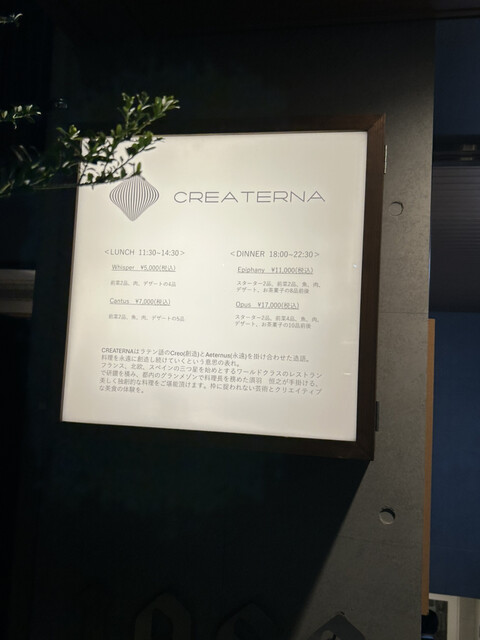 CREATERNA
<LUNCH 11:30~14:30>
Whisper ¥5,000(税込)
前菜2品、肉、デザートの4品
Cantus ¥7,000(税込)
前菜2品、魚、肉、デザートの5品
<DINNER 18:00~22:30>
Epiphany ¥11,000(税込)
スターター2品、前菜2品、魚、肉、
デザート、お茶菓子の8品前後
Opus ¥17,000(税込)
スターター2品、前菜4品、魚、肉、
デザート、お茶菓子の10品前後
CREATERNAはラテン語のCreo(創造)とAeternus(永遠)を掛け合わせた造語。
料理を永遠に創造し続けていくという意思の表れ。
フランス、北欧、スペインの三つ星を始めとするワールドクラスのレストラン
で研鑽を積み、都内のグランメゾンで料理長を務めた 悠之が手掛ける、
美しく独創的な料理をご堪能頂けます。枠に捉われない芸術とクリエイティブ
な美食の体験を。